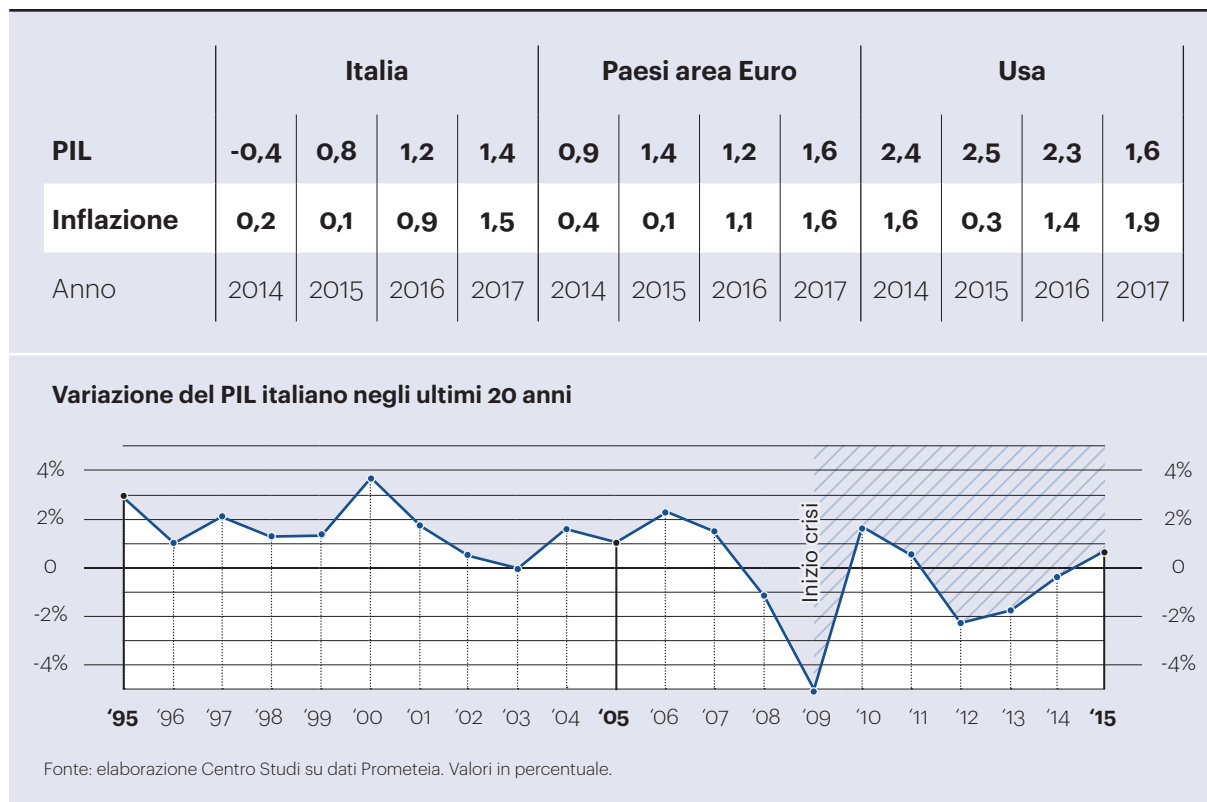 Italia Paesi area Euro Usa
PIL -0,4 0,8 1,2 1,4 0,9 1,4 1,2 1,6 2,4 2,5 2,3 1,6
Inflazione 0,2 0,1 0,9 1,5 0,4 0,1 1,1 1,6 1,6 0,3 1,4 1,9
Anno 2014 2015 2016 2017 2014 2015 2016 2017 2014 2015 2016 2017
Variazione del PIL italiano negli ultimi 20 anni
4% 4%
2% 2%
0 0
-2% -2%
-4% -4%
Inizio crisi
‘95 ‘96 ‘97 ‘98 ‘99 ‘00 ‘01 ‘02 ‘03 ‘04 ‘05 ‘06 ‘07 ‘08 ‘09 ‘10 ‘11 ‘12 ‘13 ‘14 ‘15
Fonte: elaborazione Centro Studi su dati Prometeia. Valori in percentuale.